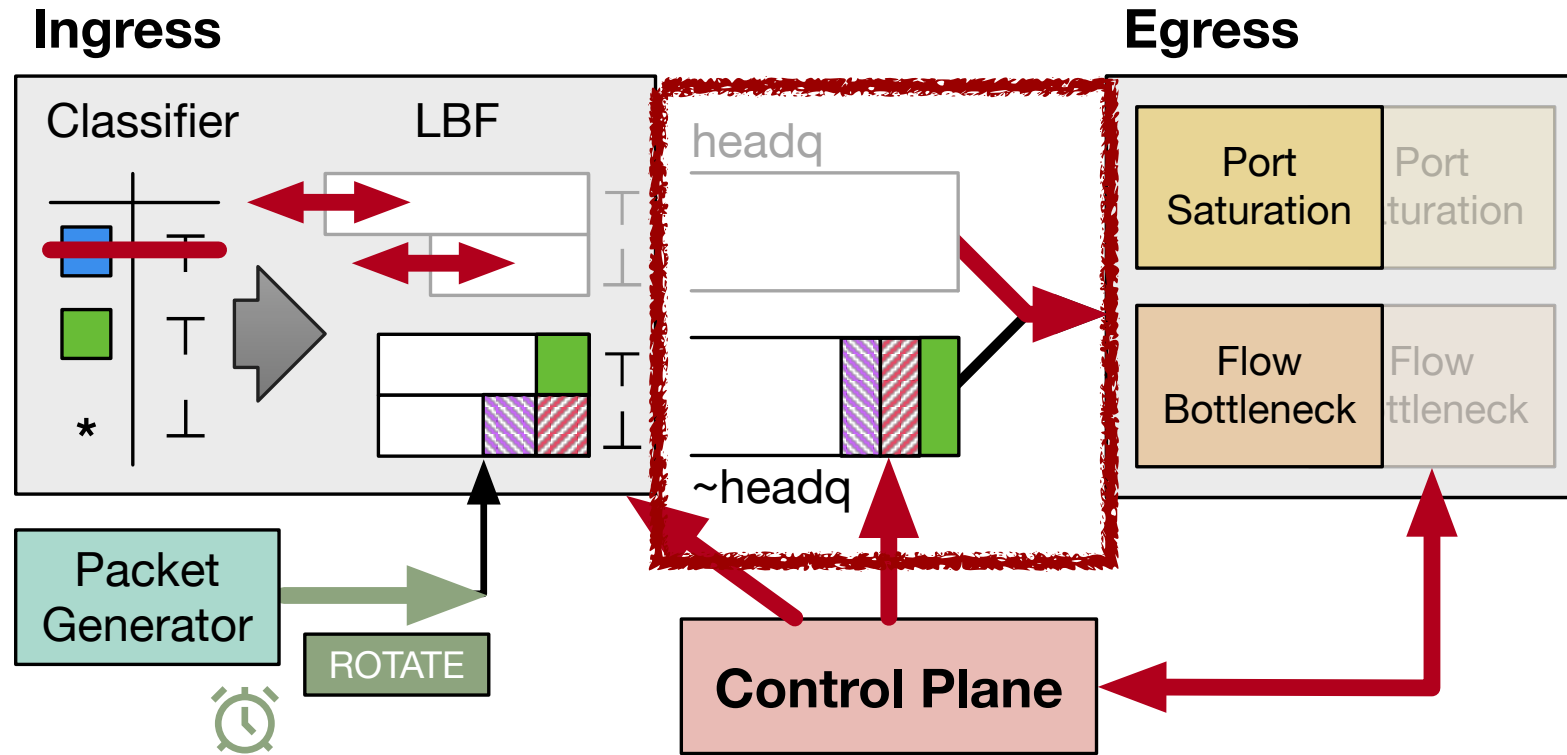 Ingress
Egress
Classifier
LBF
⊤
⊤
*
⊥
⊤
⊥
⊤
⊥
headq
~headq
Port
Saturation
Port
turation
Flow
Bottleneck
Flow
ttleneck
Packet
Generator
ROTATE
Control Plane